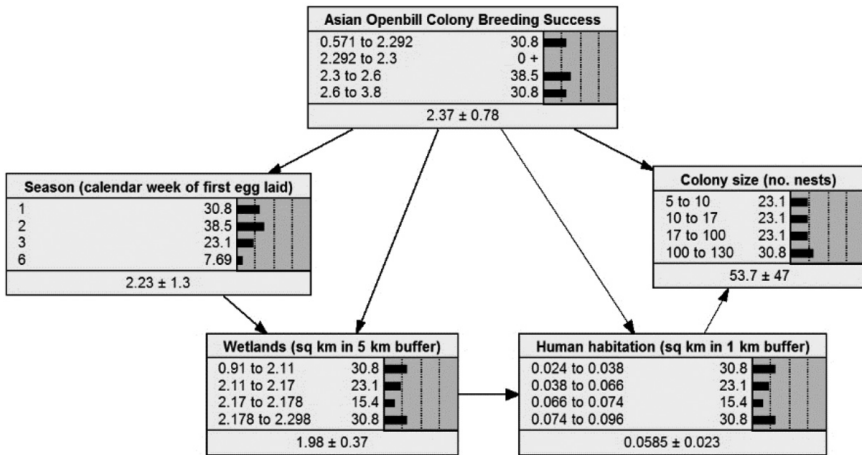 Asian Openbill Colony Breeding Success
0.571 to 2.292 30.8
2.292 to 2.3 0 +
2.3 to 2.6 38.5
2.6 to 3.8 30.8
2.37 ± 0.78
Season (calendar week of first egg laid)
1 30.8
2 38.5
3 23.1
6 7.69
2.23 ± 1.3
Colony size (no. nests)
5 to 10 23.1
10 to 17 23.1
17 to 100 23.1
100 to 130 30.8
53.7 ± 47
Wetlands (sq km in 5 km buffer)
0.91 to 2.11 30.8
2.11 to 2.17 23.1
2.17 to 2.178 15.4
2.178 to 2.298 30.8
1.98 ± 0.37
Human habitation (sq km in 1 km buffer)
0.024 to 0.038 30.8
0.038 to 0.066 23.1
0.066 to 0.074 15.4
0.074 to 0.096 30.8
0.0585 ± 0.023